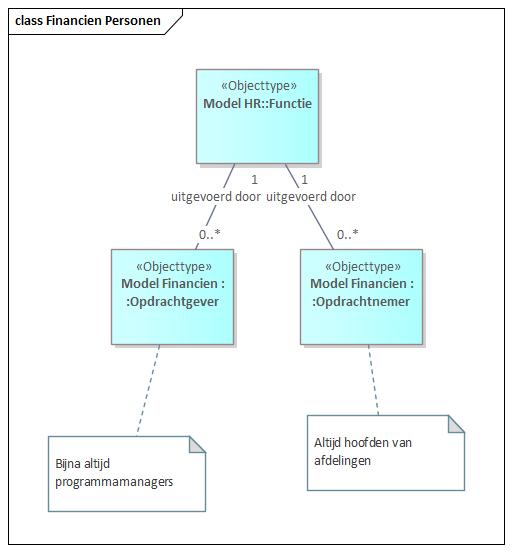 class Financien Personen
«Objecttype»
Model HR::Functie
1
1
uitgevoerd door
uitgevoerd door
0..*
0..*
«Objecttype»
Model Financien :
:Opdrachtgever
«Objecttype»
Model Financien :
:Opdrachtnemer
Bijna altijd
programmamanagers
Altijd hoofden van
afdelingen